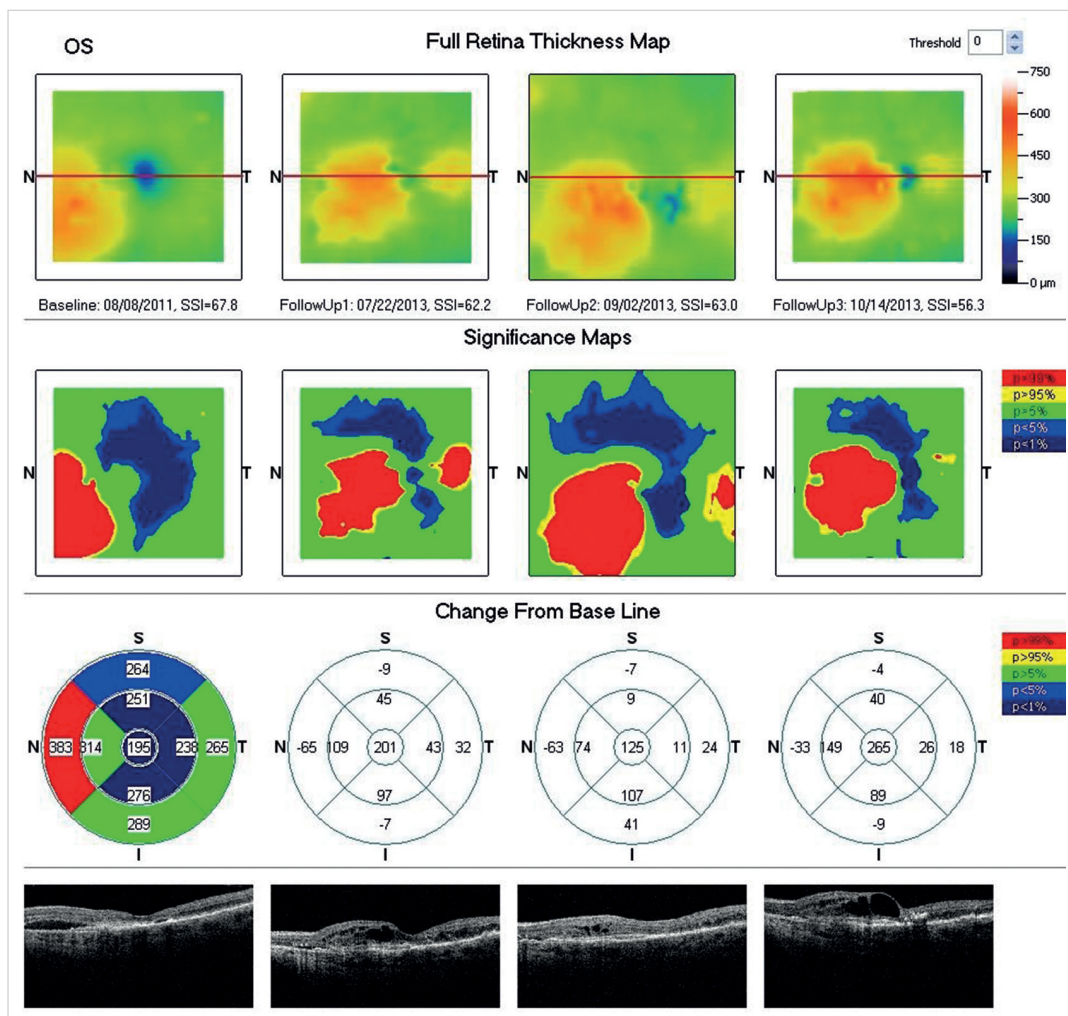 OS
Full Retina Thickness Map
Threshold 0
N T N T N T N T
750
600
450
300
150
0 µm
Baseline: 08/08/2011, SSI=67.8 FollowUp1: 07/22/2013, SSI=62.2 FollowUp2: 09/02/2013, SSI=63.0 FollowUp3: 10/14/2013, SSI=56.3
Significance Maps
p>99%
p>95%
p>5%
p<5%
p<1%
N T N T N T N T
Change From Base Line
p>99%
p>95%
p>5%
p<5%
p<1%
S S S S
264 -9 -7 -4
251 45 9 40
N 383 314 195 238 265 T N -65 109 201 43 32 T N -63 74 125 11 24 T N -33 149 265 26 18 T
276 97 107 89
289 -7 41 -9
I I I I